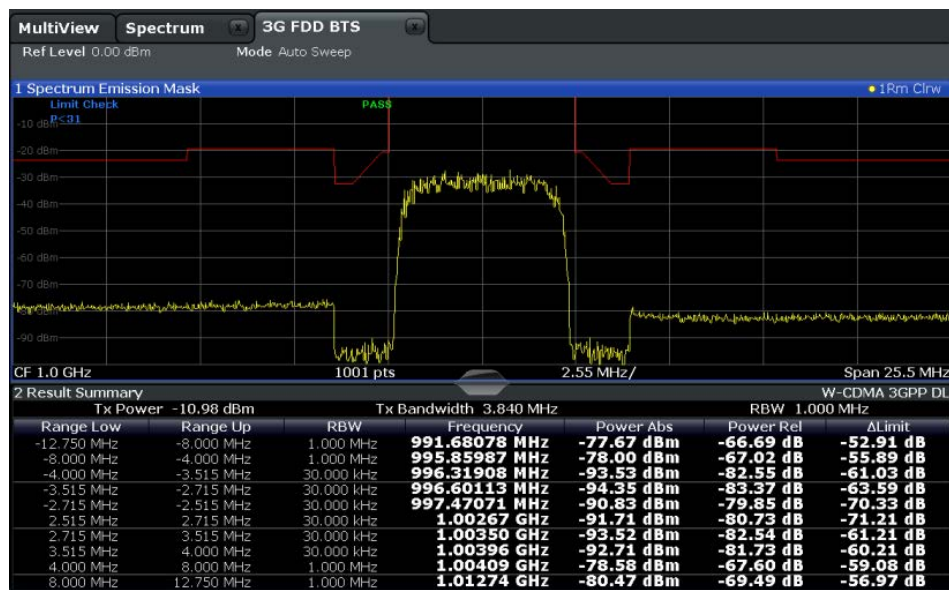 MultiView Spectrum x 3G FDD BTS x
Ref Level 0.00 dBm Mode Auto Sweep
1 Spectrum Emission Mask 1Rm Clrw
Limit Check PASS
P<31
-10 dBm
-20 dBm
-30 dBm
-40 dBm
-50 dBm
-60 dBm
-70 dBm
-90 dBm
CF 1.0 GHz 1001 pts 2.55 MHz/ Span 25.5 MHz
2 Result Summary W-CDMA 3GPP DL
Tx Power -10.98 dBm Tx Bandwidth 3.840 MHz RBW 1.000 MHz
Range Low Range Up RBW Frequency Power Abs Power Rel ΔLimit
-12.750 MHz -8.000 MHz 1.000 MHz 991.68078 MHz -77.67 dBm -66.69 dB -52.91 dB
-8.000 MHz -4.000 MHz 1.000 MHz 995.85987 MHz -78.00 dBm -67.02 dB -55.89 dB
-4.000 MHz -3.515 MHz 30.000 kHz 996.31908 MHz -93.53 dBm -82.55 dB -61.03 dB
-3.515 MHz -2.715 MHz 30.000 kHz 996.60113 MHz -94.35 dBm -83.37 dB -63.59 dB
-2.715 MHz -2.515 MHz 30.000 kHz 997.47071 MHz -90.83 dBm -79.85 dB -70.33 dB
2.515 MHz 2.715 MHz 30.000 kHz 1.00267 GHz -91.71 dBm -80.73 dB -71.21 dB
2.715 MHz 3.515 MHz 30.000 kHz 1.00350 GHz -93.52 dBm -82.54 dB -61.21 dB
3.515 MHz 4.000 MHz 30.000 kHz 1.00396 GHz -92.71 dBm -81.73 dB -60.21 dB
4.000 MHz 8.000 MHz 1.000 MHz 1.00409 GHz -78.58 dBm -67.60 dB -59.08 dB
8.000 MHz 12.750 MHz 1.000 MHz 1.01274 GHz -80.47 dBm -69.49 dB -56.97 dB